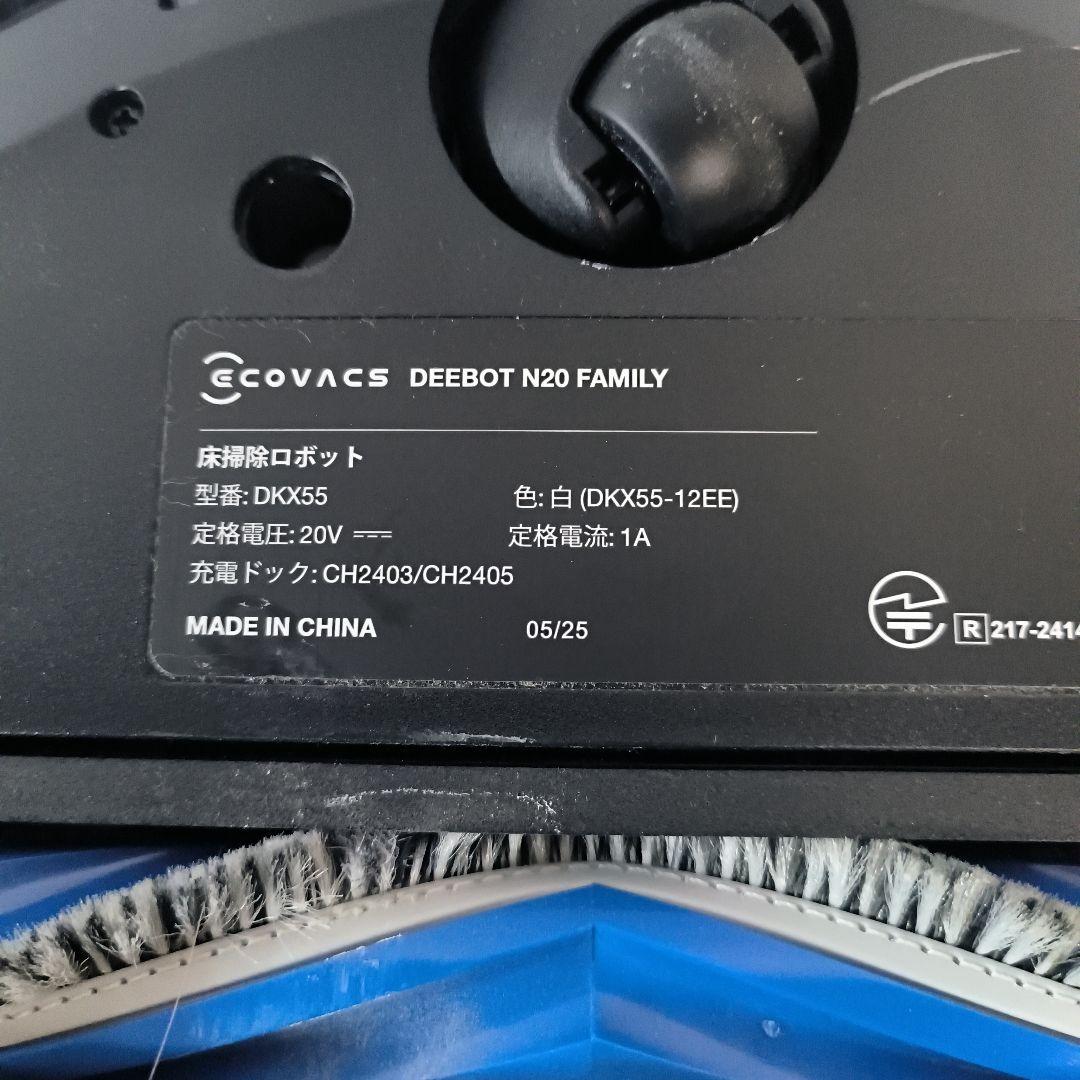 ECOVACS DEEBOT N20 FAMILY
床掃除ロボット
型番: DKX55 色: 白 (DKX55-12EE)
定格電圧: 20V ⎓ 定格電流: 1A
充電ドック: CH2403/CH2405
MADE IN CHINA 05/25
R 217-2414